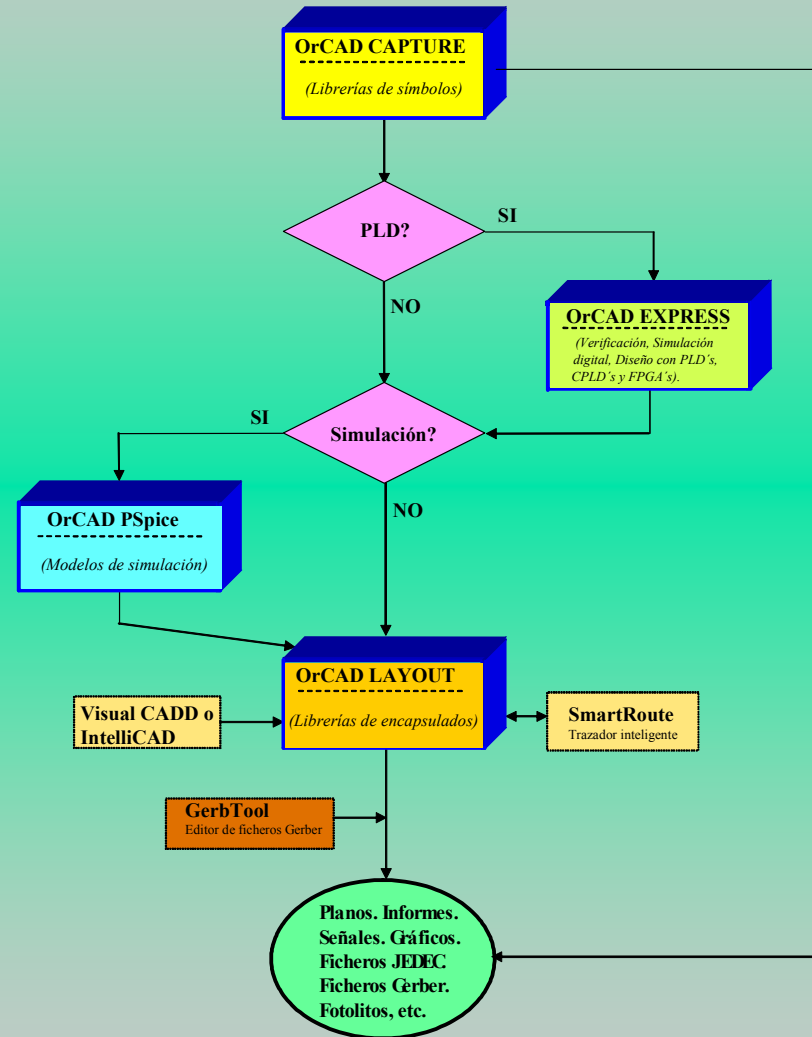 OrCAD CAPTURE
(Librerías de símbolos)
PLD?
SI
NO
OrCAD EXPRESS
(Verificación, Simulación
digital, Diseño con PLD´s,
CPLD´s y FPGA´s).
Simulación?
SI
NO
OrCAD PSpice
(Modelos de simulación)
OrCAD LAYOUT
(Librerías de encapsulados)
Visual CADD o
IntelliCAD
SmartRoute
Trazador inteligente
GerbTool
Editor de ficheros Gerber
Planos. Informes.
Señales. Gráficos.
Ficheros JEDEC.
Ficheros Gerber.
Fotolitos, etc.